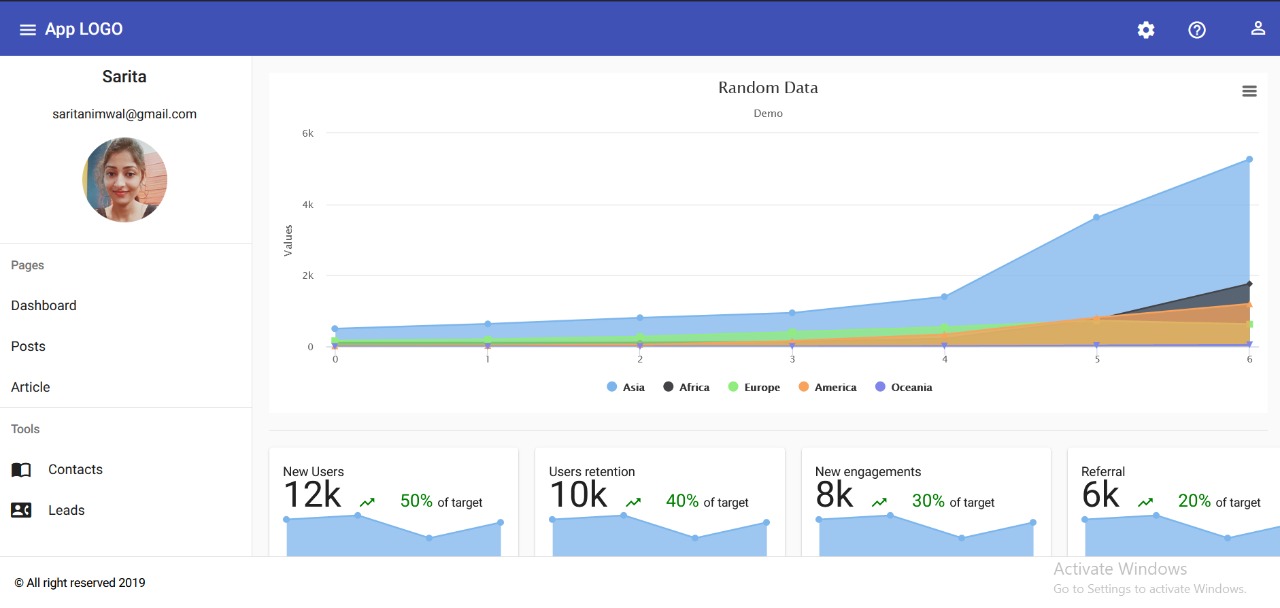 App LOGO
Sarita
saritanimwal@gmail.com
Pages
Dashboard
Posts
Article
Tools
Contacts
Leads
Random Data
Demo
Values
6k
4k
2k
0
0 1 2 3 4 5 6
Asia Africa Europe America Oceania
New Users
12k 50% of target
Users retention
10k 40% of target
New engagements
8k 30% of target
Referral
6k 20% of target
© All right reserved 2019
Activate Windows
Go to Settings to activate Windows.